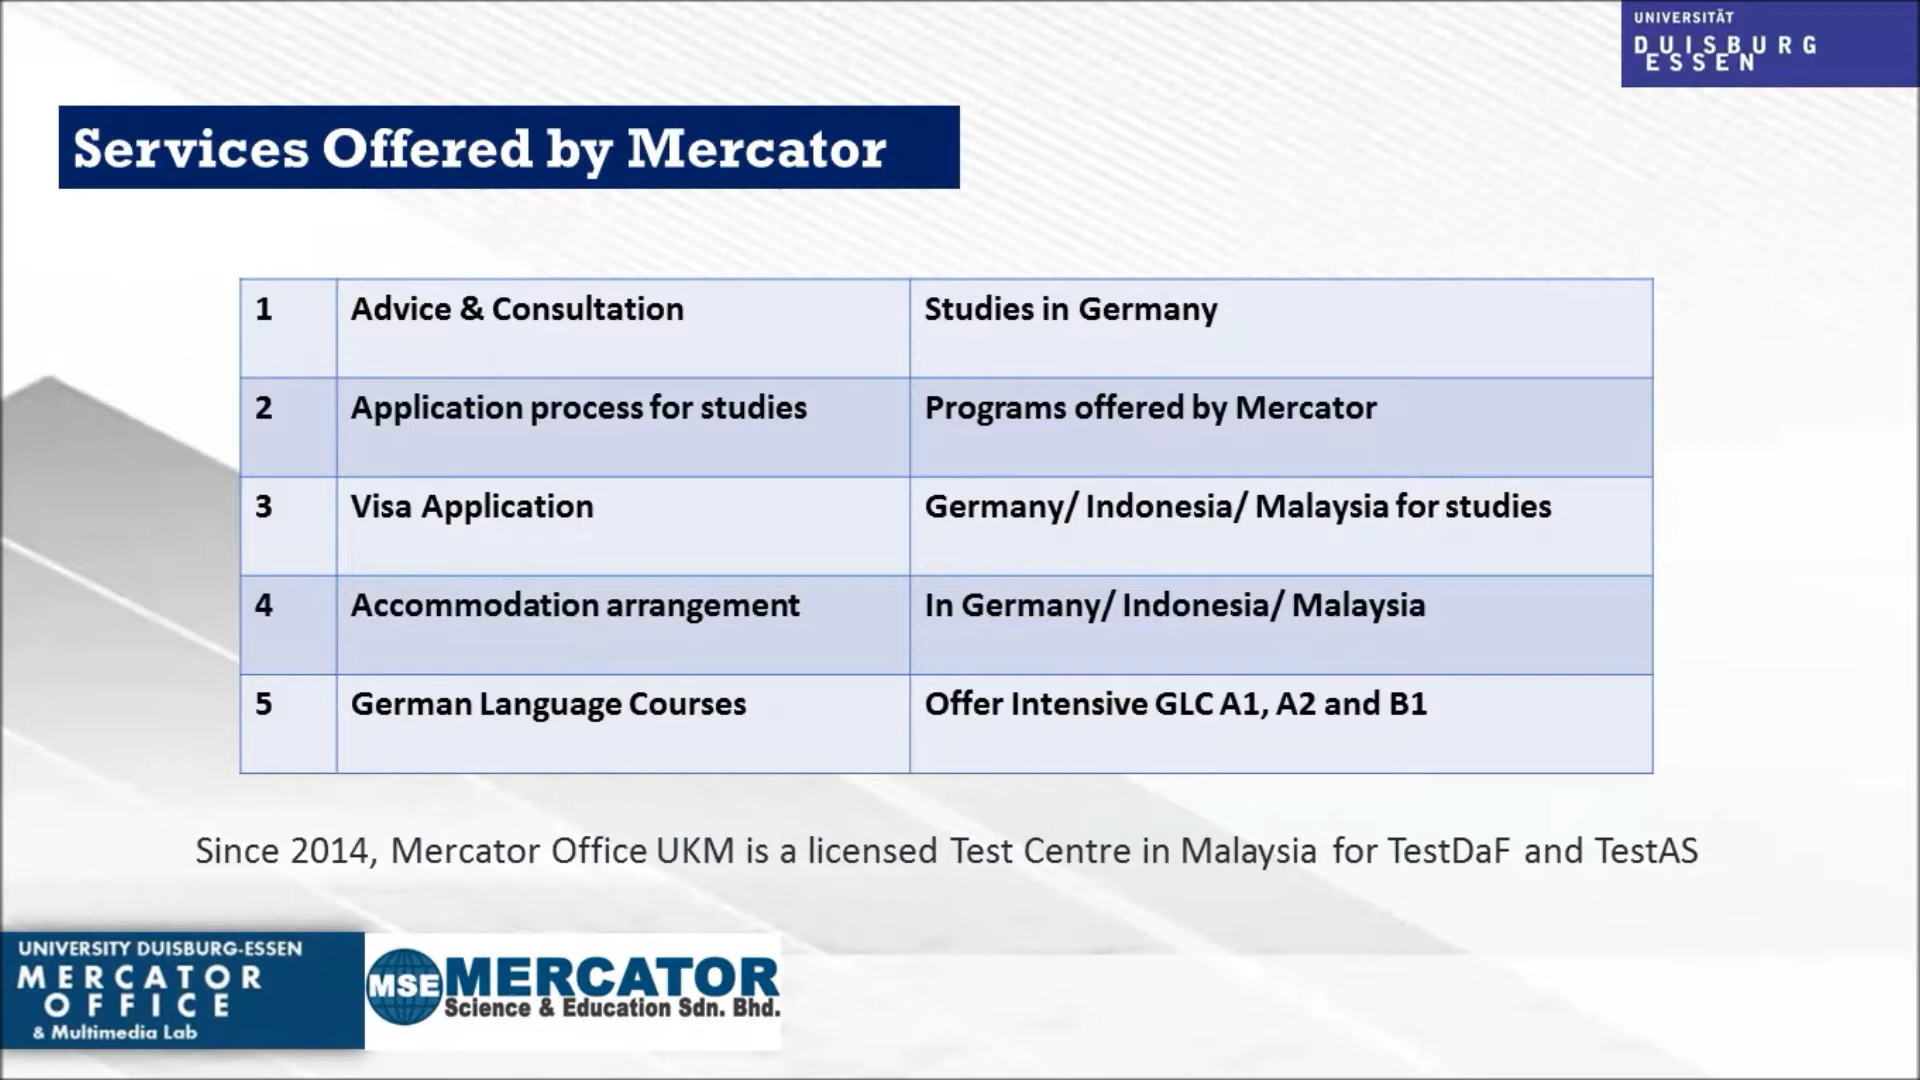 UNIVERSITÄT
DUISBURG
ESSEN
Services Offered by Mercator
1 Advice & Consultation Studies in Germany
2 Application process for studies Programs offered by Mercator
3 Visa Application Germany/ Indonesia/ Malaysia for studies
4 Accommodation arrangement In Germany/ Indonesia/ Malaysia
5 German Language Courses Offer Intensive GLC A1, A2 and B1
Since 2014, Mercator Office UKM is a licensed Test Centre in Malaysia for TestDaF and TestAS
UNIVERSITY DUISBURG-ESSEN
MERCATOR
OFFICE
& Multimedia Lab
MSE MERCATOR
Science & Education Sdn. Bhd.